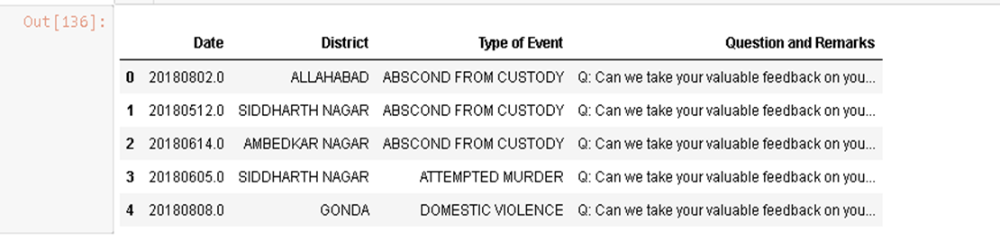 Out[136]:
Date District Type of Event Question and Remarks
0 20180802.0 ALLAHABAD ABSCOND FROM CUSTODY Q: Can we take your valuable feedback on you...
1 20180512.0 SIDDHARTH NAGAR ABSCOND FROM CUSTODY Q: Can we take your valuable feedback on you...
2 20180614.0 AMBEDKAR NAGAR ABSCOND FROM CUSTODY Q: Can we take your valuable feedback on you...
3 20180605.0 SIDDHARTH NAGAR ATTEMPTED MURDER Q: Can we take your valuable feedback on you...
4 20180808.0 GONDA DOMESTIC VIOLENCE Q: Can we take your valuable feedback on you...